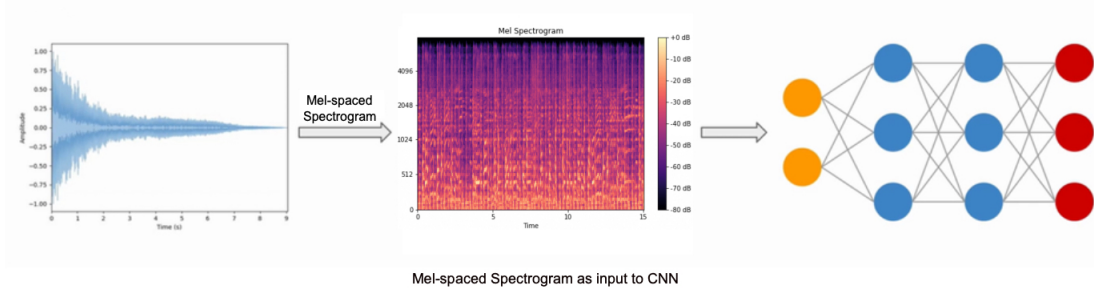 1.00
0.75
0.50
0.25
0.00
−0.25
−0.50
−0.75
−1.00
Amplitude
0 1 2 3 4 5 6 7 8 9
Time (s)
Mel-spaced
Spectrogram
Mel Spectrogram
4096
2048
1024
512
0
0 5 10 15
Time
+0 dB
-10 dB
-20 dB
-30 dB
-40 dB
-50 dB
-60 dB
-70 dB
-80 dB
Mel-spaced Spectrogram as input to CNN